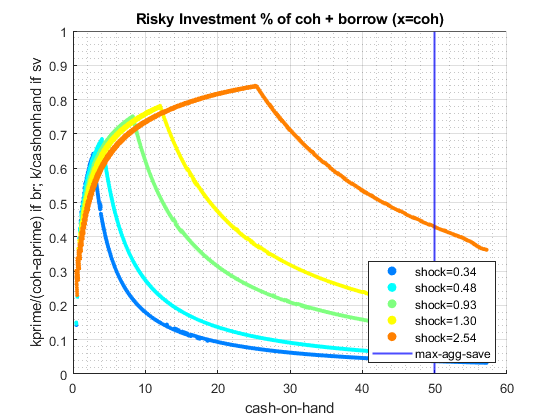 Risky Investment % of coh + borrow (x=coh)
kprime/(coh-aprime) if br; k/cashonhand if sv
1
0.9
0.8
0.7
0.6
0.5
0.4
0.3
0.2
0.1
0
0 10 20 30 40 50 60
cash-on-hand
shock=0.34
shock=0.48
shock=0.93
shock=1.30
shock=2.54
max-agg-save